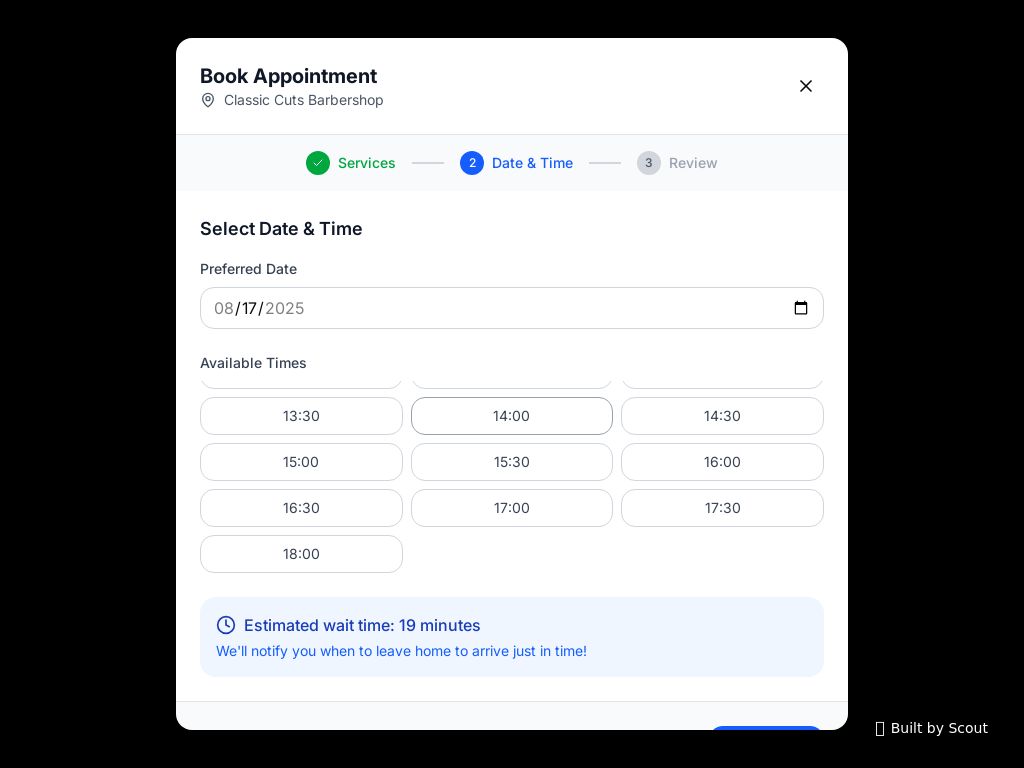 Book Appointment
Classic Cuts Barbershop
Services
2 Date & Time
3 Review
Select Date & Time
Preferred Date
08/17/2025
Available Times
13:30 14:00 14:30
15:00 15:30 16:00
16:30 17:00 17:30
18:00
Estimated wait time: 19 minutes
We'll notify you when to leave home to arrive just in time!
Built by Scout